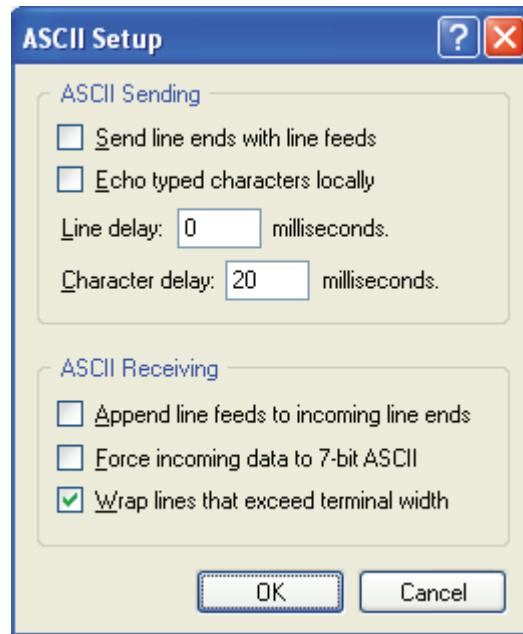 ASCII Setup
ASCII Sending
Send line ends with line feeds
Echo typed characters locally
Line delay: 0 milliseconds.
Character delay: 20 milliseconds.
ASCII Receiving
Append line feeds to incoming line ends
Force incoming data to 7-bit ASCII
Wrap lines that exceed terminal width
OK Cancel